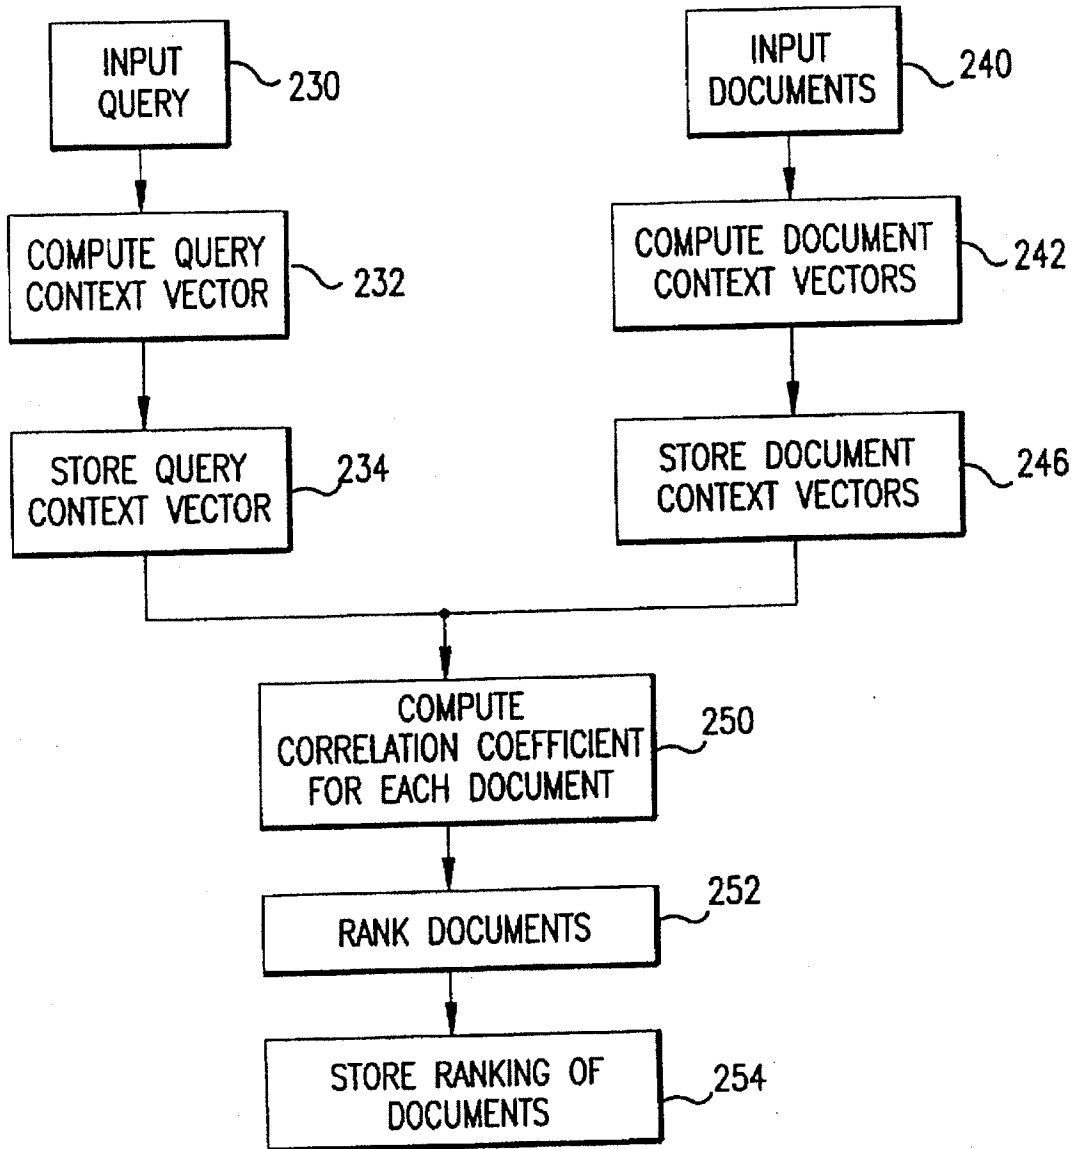 INPUT
QUERY
230
INPUT
DOCUMENTS
240
COMPUTE QUERY
CONTEXT VECTOR
232
COMPUTE DOCUMENT
CONTEXT VECTORS
242
STORE QUERY
CONTEXT VECTOR
234
STORE DOCUMENT
CONTEXT VECTORS
246
COMPUTE
CORRELATION COEFFICIENT
FOR EACH DOCUMENT
250
RANK DOCUMENTS
252
STORE RANKING OF
DOCUMENTS
254